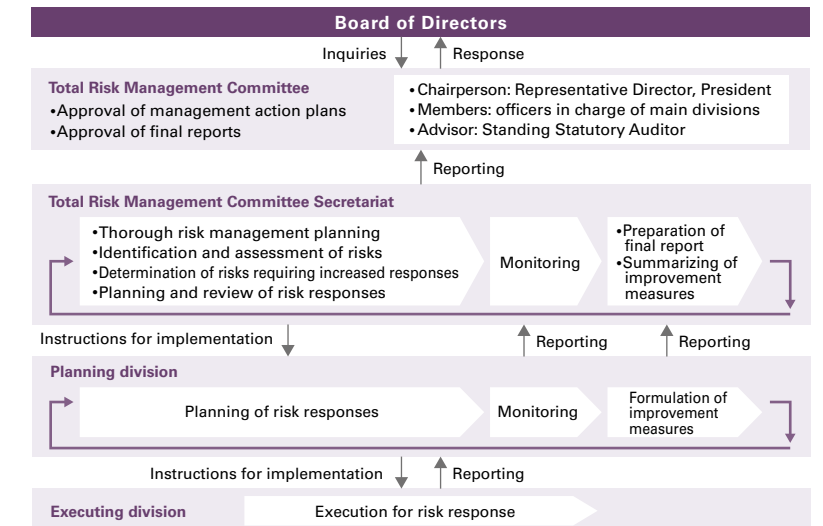 Board of Directors
Inquiries
Response
Total Risk Management Committee
•Approval of management action plans
•Approval of final reports
•Chairperson: Representative Director, President
•Members: officers in charge of main divisions
•Advisor: Standing Statutory Auditor
Reporting
Total Risk Management Committee Secretariat
•Thorough risk management planning
•Identification and assessment of risks
•Determination of risks requiring increased responses
•Planning and review of risk responses
Monitoring
•Preparation of
final report
•Summarizing of
improvement
measures
Instructions for implementation
Reporting
Reporting
Planning division
Planning of risk responses
Monitoring
Formulation of
improvement
measures
Instructions for implementation
Reporting
Executing division
Execution for risk response